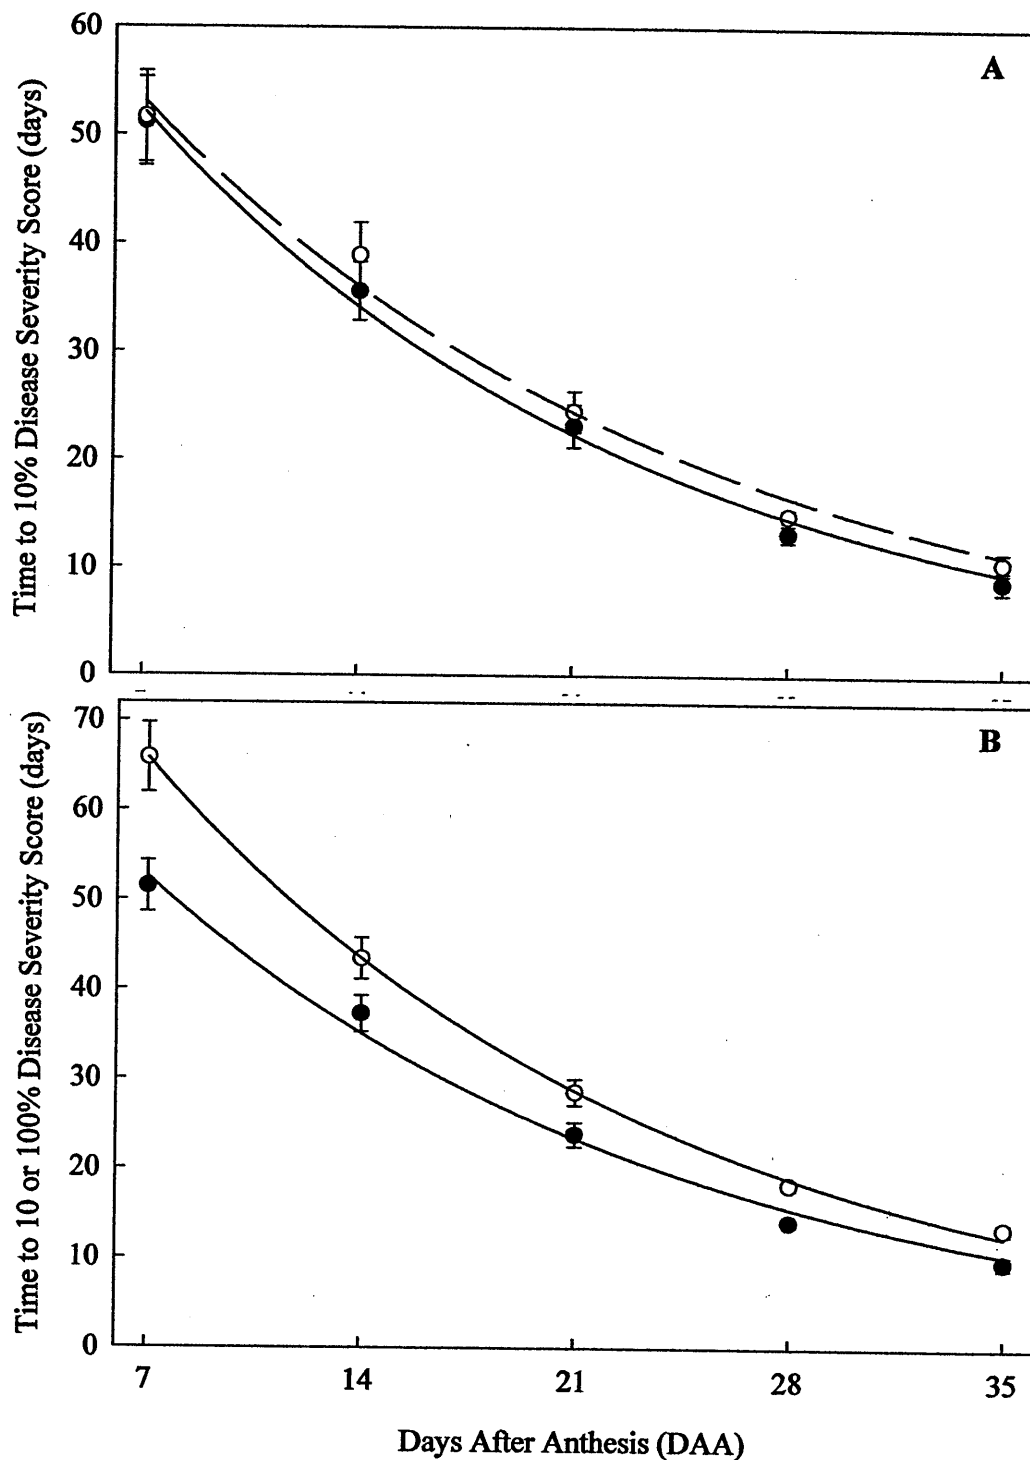 A
Time to 10% Disease Severity Score (days)
60
50
40
30
20
10
0
B
Time to 10 or 100% Disease Severity Score (days)
70
60
50
40
30
20
10
0
7 14 21 28 35
Days After Anthesis (DAA)